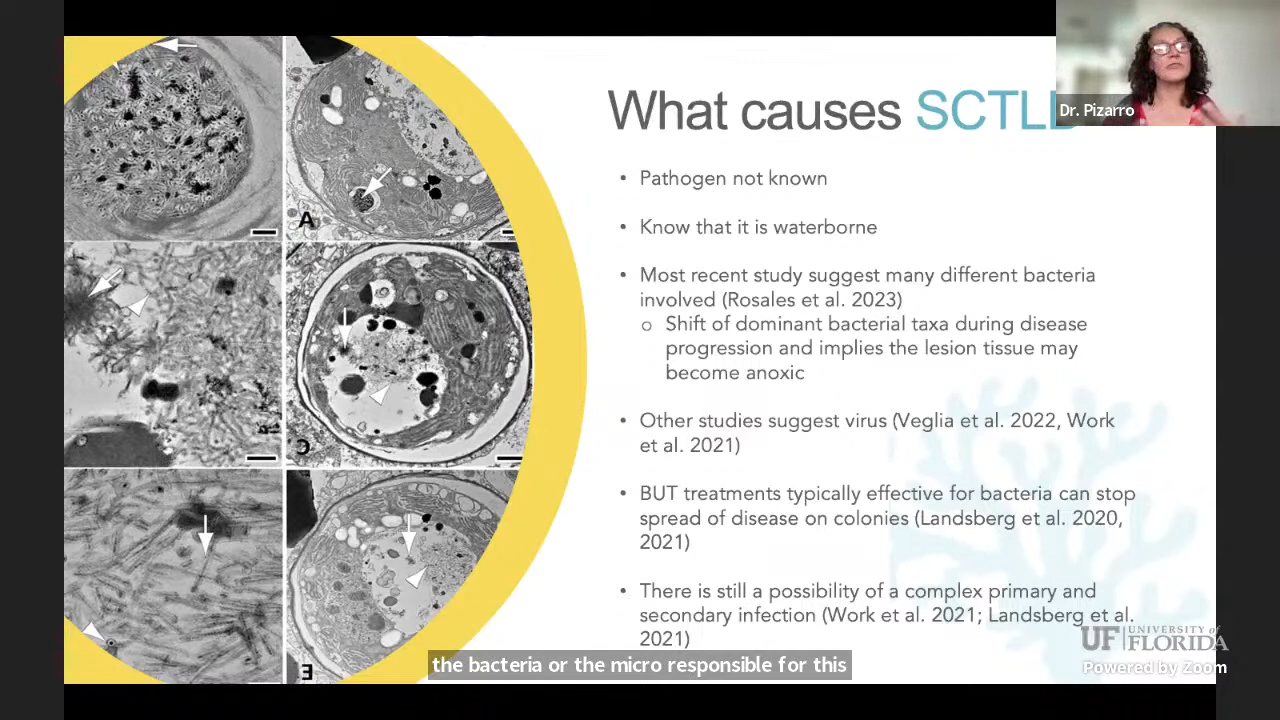 What causes SCTLD
Dr. Pizarro
• Pathogen not known
• Know that it is waterborne
• Most recent study suggest many different bacteria
involved (Rosales et al. 2023)
o Shift of dominant bacterial taxa during disease
progression and implies the lesion tissue may
become anoxic
• Other studies suggest virus (Veglia et al. 2022, Work
et al. 2021)
• BUT treatments typically effective for bacteria can stop
spread of disease on colonies (Landsberg et al. 2020,
2021)
• There is still a possibility of a complex primary and
secondary infection (Work et al. 2021; Landsberg et al.
2021)
A
C
E
UF UNIVERSITY of
FLORIDA
Powered by Zoom
the bacteria or the micro responsible for this